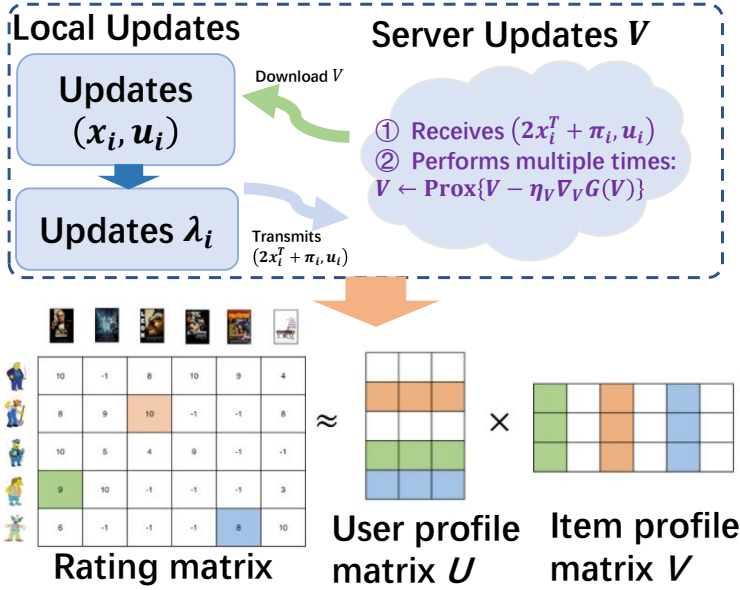 Local Updates
Server Updates V
Updates
(x_i, u_i)
Download V
① Receives (2x_i^T + π_i, u_i)
② Performs multiple times:
V ← Prox{V − η_V ∇_V G(V)}
Updates λ_i
Transmits
(2x_i^T + π_i, u_i)
10 -1 8 10 9 4
8 9 10 -1 -1 8
10 5 4 9 -1 -1
9 10 -1 -1 -1 3
6 -1 -1 -1 8 10
≈
×
Rating matrix
User profile
matrix U
Item profile
matrix V